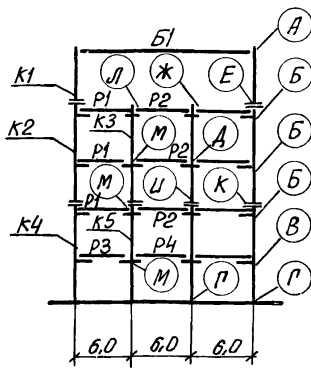 Б1
А
К1
Л
Ж
Е
Б
Р1
Р2
К2
К3
М
Д
Б
Р1
Р2
М
И
К
Б
Р1
К4
К5
Р2
В
Р3
Р4
М
П
Г
6,0
6,0
6,0